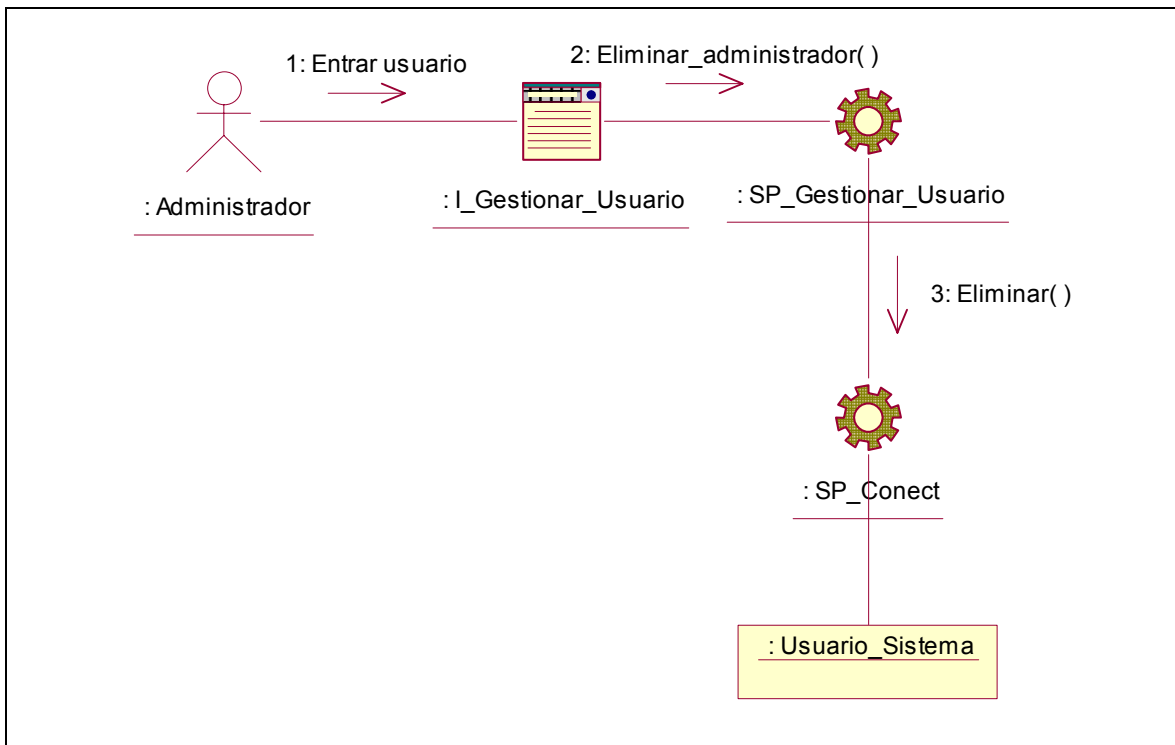 1: Entrar usuario
2: Eliminar_administrador( )
: Administrador
: I_Gestionar_Usuario
: SP_Gestionar_Usuario
3: Eliminar( )
: SP_Conect
: Usuario_Sistema